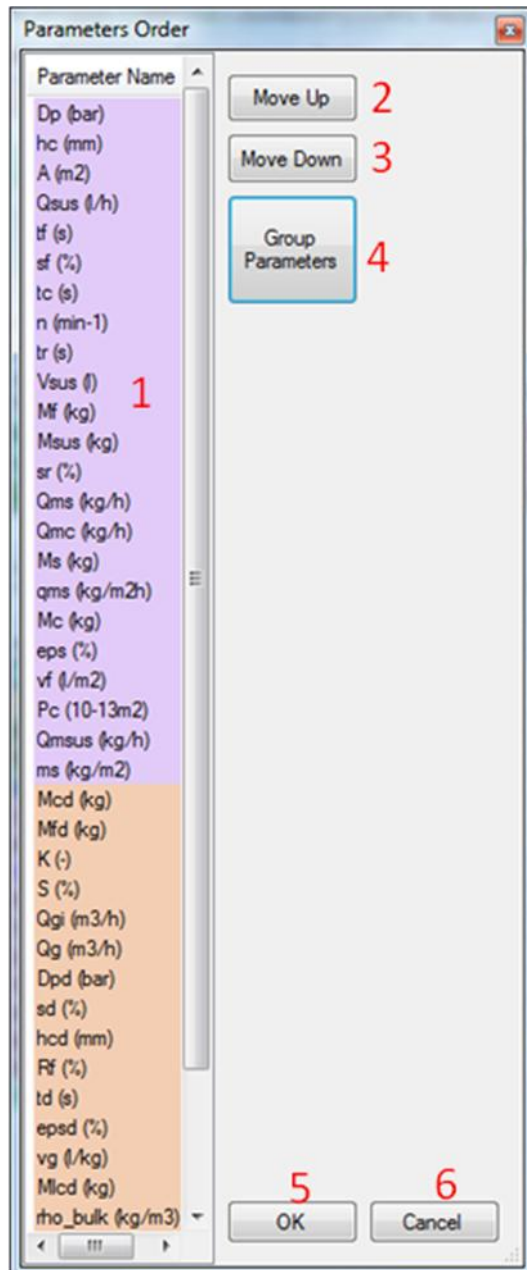 Parameters Order
Parameter Name
Dp (bar)
hc (mm)
A (m2)
Qsus (l/h)
tf (s)
sf (%)
tc (s)
n (min-1)
tr (s)
Vsus (l)
Mf (kg)
Msus (kg)
sr (%)
Qms (kg/h)
Qmc (kg/h)
Ms (kg)
qms (kg/m2h)
Mc (kg)
eps (%)
vf (l/m2)
Pc (10-13m2)
Qmsus (kg/h)
ms (kg/m2)
Mcd (kg)
Mfd (kg)
K (-)
S (%)
Qgi (m3/h)
Qg (m3/h)
Dpd (bar)
sd (%)
hcd (mm)
Rf (%)
td (s)
epsd (%)
vg (l/kg)
Mlcd (kg)
rho_bulk (kg/m3)
1
Move Up 2
Move Down 3
Group
Parameters 4
5
OK
6
Cancel